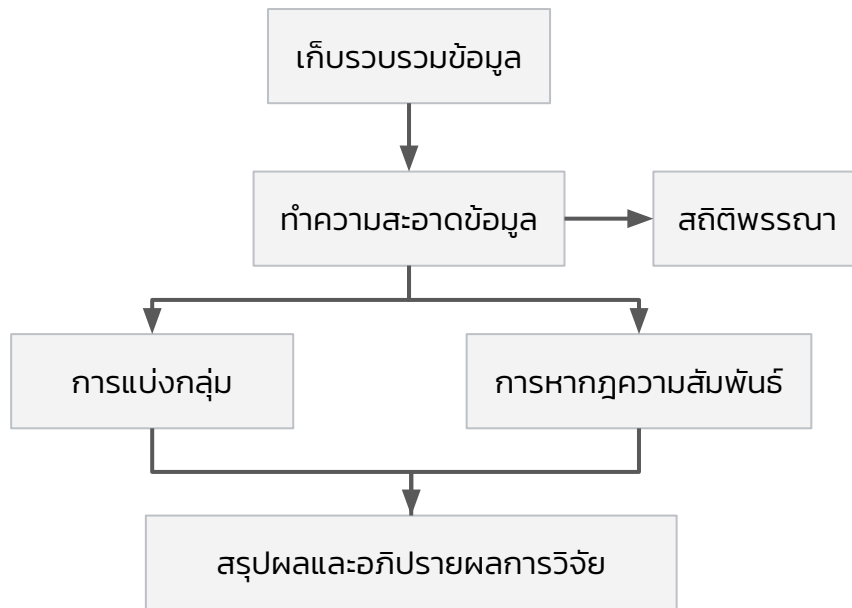 เก็บรวบรวมข้อมูล
ทำความสะอาดข้อมูล
สถิติพรรณา
การแบ่งกลุ่ม
การหากฎความสัมพันธ์
สรุปผลและอภิปรายผลการวิจัย